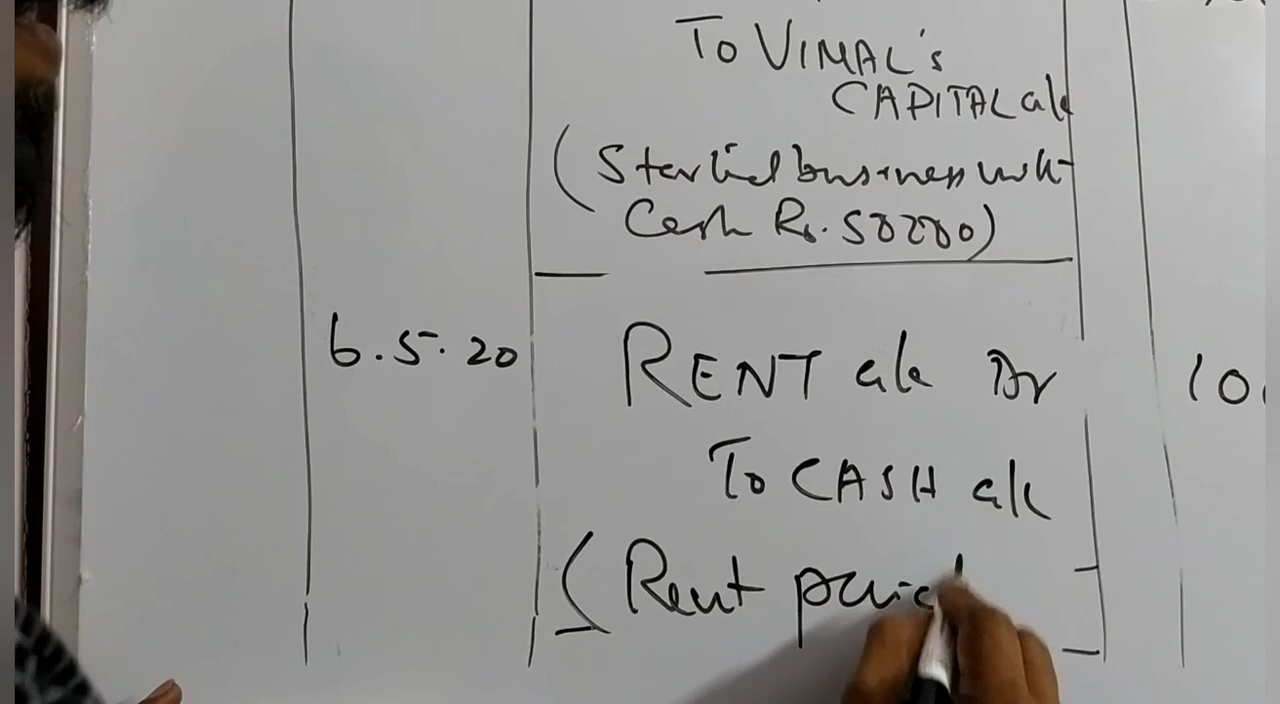 To VIMAL's
CAPITAL a/c
(Started business with
Cash Rs. 50000)
6.5.20 RENT a/c Dr 10
To CASH a/c
(Rent paid